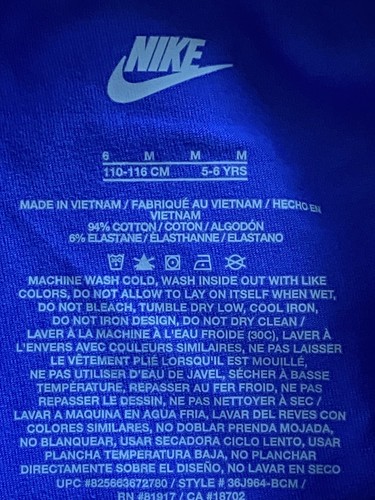 NIKE
6 M M M
110-116 CM 5-6 YRS
MADE IN VIETNAM / FABRIQUÉ AU VIETNAM / HECHO EN
VIETNAM
94% COTTON / COTON / ALGODÓN
6% ELASTANE / ÉLASTHANNE / ELASTANO
MACHINE WASH COLD, WASH INSIDE OUT WITH LIKE
COLORS, DO NOT ALLOW TO LAY ON ITSELF WHEN WET,
DO NOT BLEACH, TUMBLE DRY LOW, COOL IRON,
DO NOT IRON DESIGN, DO NOT DRY CLEAN /
LAVER À LA MACHINE À L'EAU FROIDE (30C), LAVER À
L'ENVERS AVEC COULEURS SIMILAIRES, NE PAS LAISSER
LE VÊTEMENT PLIÉ LORSQU'IL EST MOUILLÉ,
NE PAS UTILISER D'EAU DE JAVEL, SÉCHER À BASSE
TEMPÉRATURE, REPASSER AU FER FROID, NE PAS
REPASSER LE DESSIN, NE PAS NETTOYER À SEC /
LAVAR A MAQUINA EN AGUA FRIA, LAVAR DEL REVES CON
COLORES SIMILARES, NO DOBLAR PRENDA MOJADA,
NO BLANQUEAR, USAR SECADORA CICLO LENTO, USAR
PLANCHA TEMPERATURA BAJA, NO PLANCHAR
DIRECTAMENTE SOBRE EL DISEÑO, NO LAVAR EN SECO
UPC #825663672780 / STYLE # 36J964-BCM /
RN #81917 / CA #18702